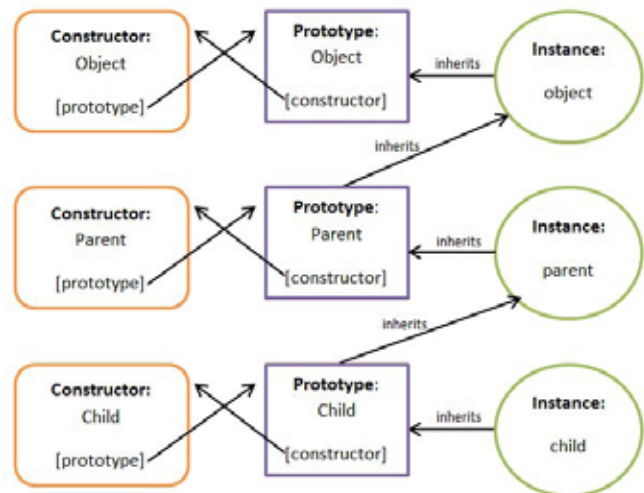 Constructor:
Object
[prototype]
Prototype:
Object
[constructor]
inherits
Instance:
object
inherits
Constructor:
Parent
[prototype]
Prototype:
Parent
[constructor]
inherits
Instance:
parent
inherits
Constructor:
Child
[prototype]
Prototype:
Child
[constructor]
inherits
Instance:
child